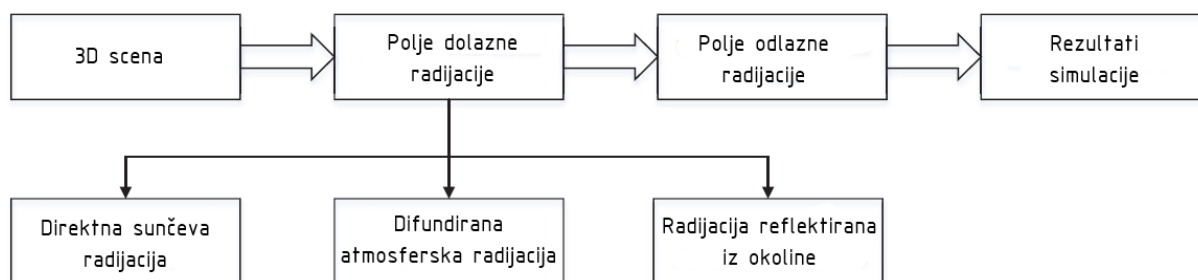 3D scena
Polje dolazne
radijacije
Polje odlazne
radijacije
Rezultati
simulacije
Direktna sunčeva
radijacija
Difundirana
atmosferska radijacija
Radijacija reflektirana
iz okoline